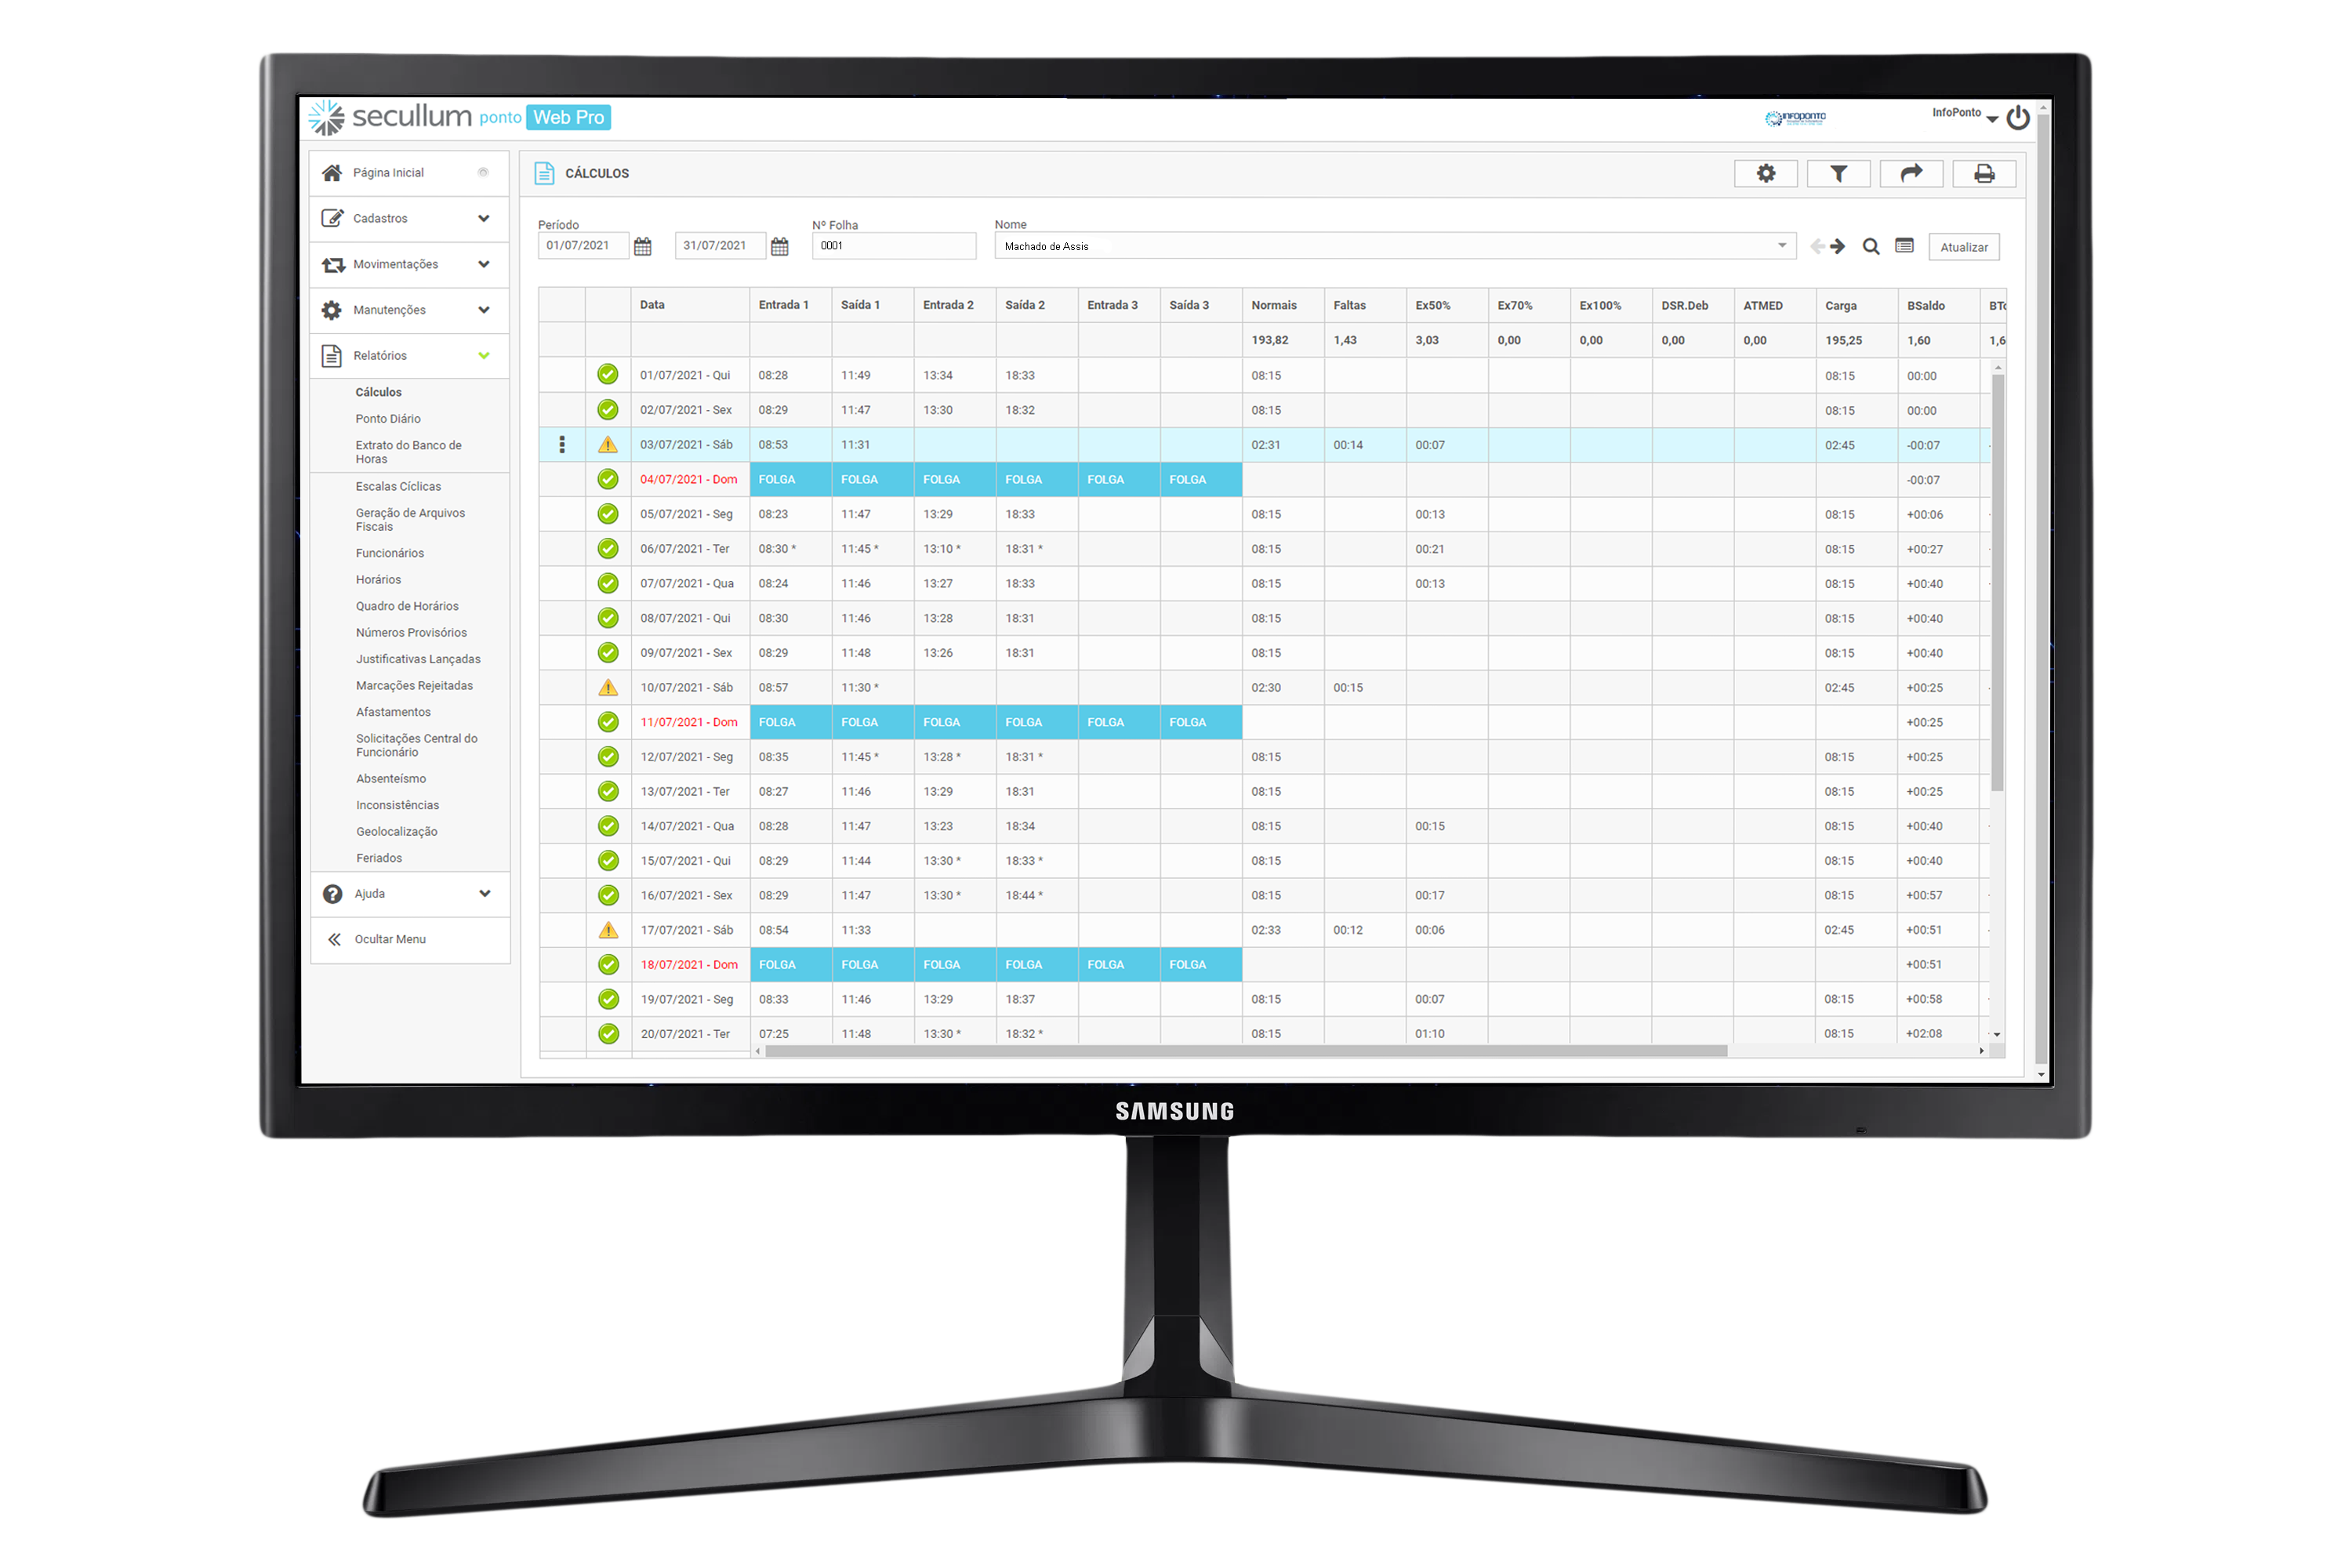 secullum ponto Web Pro
INFOPONTO
InfoPonto
Página Inicial
Cadastros
Movimentações
Manutenções
Relatórios
Cálculos
Ponto Diário
Extrato do Banco de
Horas
Escalas Cíclicas
Geração de Arquivos
Fiscais
Funcionários
Horários
Quadro de Horários
Números Provisórios
Justificativas Lançadas
Marcações Rejeitadas
Afastamentos
Solicitações Central do
Funcionário
Absenteísmo
Inconsistências
Geolocalização
Feriados
Ajuda
Ocultar Menu
CÁLCULOS
Período Nº Folha Nome
01/07/2021 31/07/2021 0001 Machado de Assis Atualizar
Data Entrada 1 Saída 1 Entrada 2 Saída 2 Entrada 3 Saída 3 Normais Faltas Ex50% Ex70% Ex100% DSR.Deb ATMED Carga BSaldo
193,82 1,43 3,03 0,00 0,00 0,00 0,00 195,25 1,60 1,6
01/07/2021 - Qui 08:28 11:49 13:34 18:33 08:15 08:15 00:00
02/07/2021 - Sex 08:29 11:47 13:30 18:32 08:15 08:15 00:00
03/07/2021 - Sáb 08:53 11:31 02:31 00:14 00:07 02:45 -00:07
04/07/2021 - Dom FOLGA FOLGA FOLGA FOLGA FOLGA FOLGA -00:07
05/07/2021 - Seg 08:23 11:47 13:29 18:33 08:15 00:13 08:15 +00:06
06/07/2021 - Ter 08:30 * 11:45 * 13:10 * 18:31 * 08:15 00:21 08:15 +00:27
07/07/2021 - Qua 08:24 11:46 13:27 18:33 08:15 00:13 08:15 +00:40
08/07/2021 - Qui 08:30 11:46 13:28 18:31 08:15 08:15 +00:40
09/07/2021 - Sex 08:29 11:48 13:26 18:31 08:15 08:15 +00:40
10/07/2021 - Sáb 08:57 11:30 * 02:30 00:15 02:45 +00:25
11/07/2021 - Dom FOLGA FOLGA FOLGA FOLGA FOLGA FOLGA +00:25
12/07/2021 - Seg 08:35 11:45 * 13:28 * 18:31 * 08:15 08:15 +00:25
13/07/2021 - Ter 08:27 11:46 13:29 18:31 08:15 08:15 +00:25
14/07/2021 - Qua 08:28 11:47 13:23 18:34 08:15 00:15 08:15 +00:40
15/07/2021 - Qui 08:29 11:44 13:30 * 18:33 * 08:15 08:15 +00:40
16/07/2021 - Sex 08:29 11:47 13:30 * 18:44 * 08:15 00:17 08:15 +00:57
17/07/2021 - Sáb 08:54 11:33 02:33 00:12 00:06 02:45 +00:51
18/07/2021 - Dom FOLGA FOLGA FOLGA FOLGA FOLGA FOLGA +00:51
19/07/2021 - Seg 08:33 11:46 13:29 18:37 08:15 00:07 08:15 +00:58
20/07/2021 - Ter 07:25 11:48 13:30 * 18:32 * 08:15 01:10 08:15 +02:08
SAMSUNG